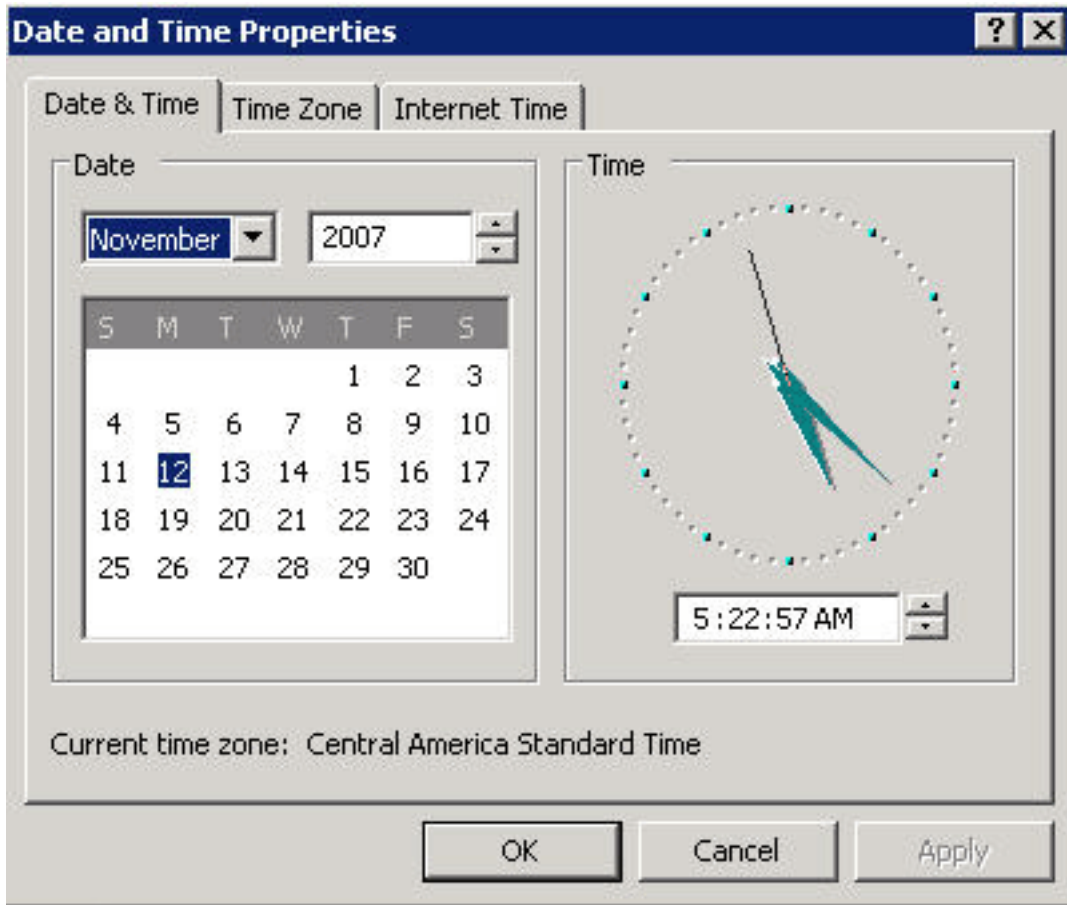 Date and Time Properties
Date & Time Time Zone Internet Time
Date
November 2007
S M T W T F S
1 2 3
4 5 6 7 8 9 10
11 12 13 14 15 16 17
18 19 20 21 22 23 24
25 26 27 28 29 30
Time
5:22:57 AM
Current time zone: Central America Standard Time
OK Cancel Apply